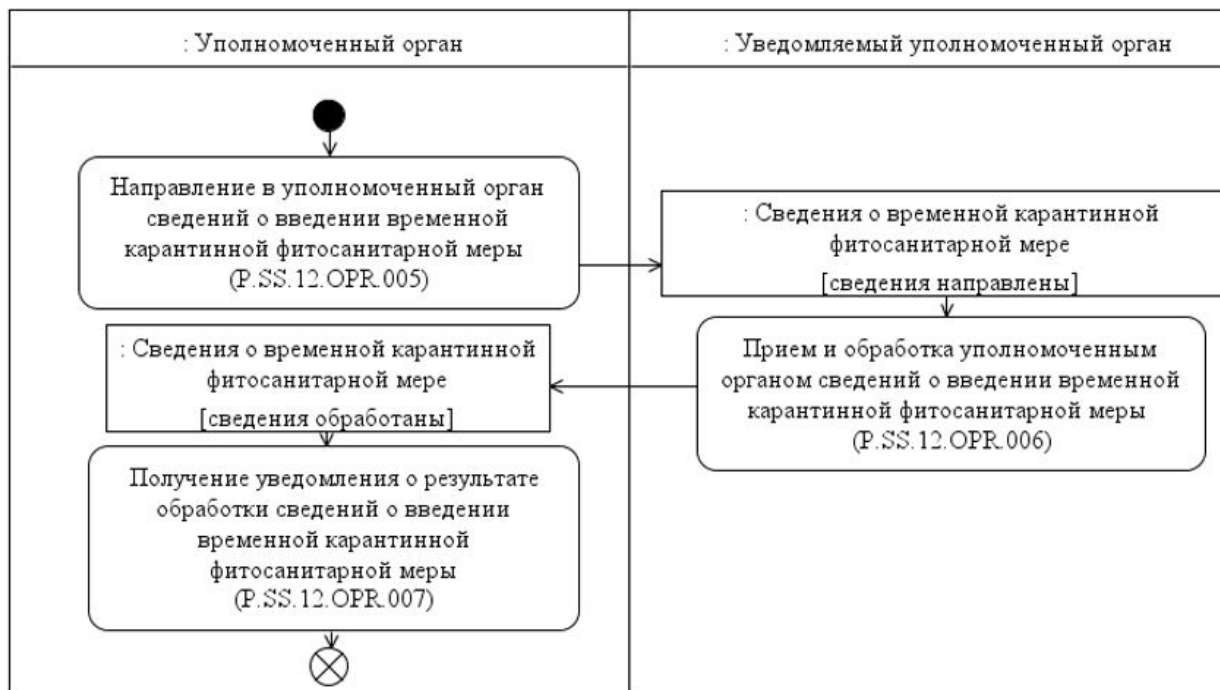 : Уполномоченный орган
: Уведомляемый уполномоченный орган
Направление в уполномоченный орган
сведений о введении временной
карантинной фитосанитарной меры
(P.SS.12.OPR.005)
: Сведения о временной карантинной
фитосанитарной мере
[сведения направлены]
Прием и обработка уполномоченным
органом сведений о введении временной
карантинной фитосанитарной меры
(P.SS.12.OPR.006)
: Сведения о временной карантинной
фитосанитарной мере
[сведения обработаны]
Получение уведомления о результате
обработки сведений о введении
временной карантинной
фитосанитарной меры
(P.SS.12.OPR.007)